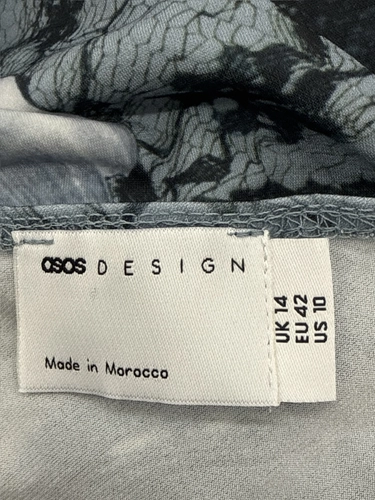 asos DESIGN
Made in Morocco
UK 14
EU 42
US 10